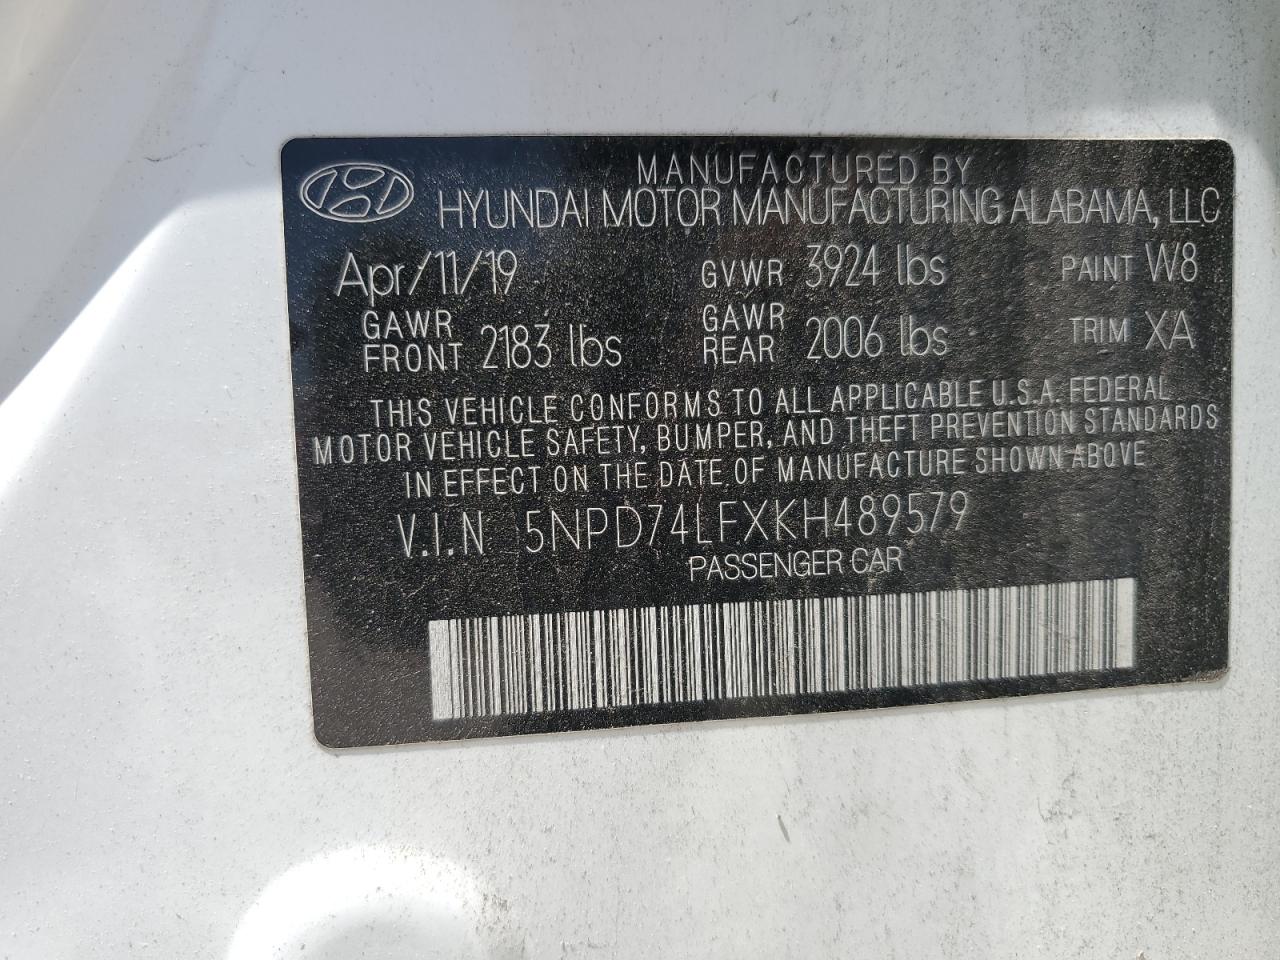 MANUFACTURED BY
HYUNDAI MOTOR MANUFACTURING ALABAMA, LLC
Apr/11/19 GVWR 3924 lbs PAINT W8
GAWR FRONT 2183 lbs GAWR REAR 2006 lbs TRIM XA
THIS VEHICLE CONFORMS TO ALL APPLICABLE U.S.A. FEDERAL
MOTOR VEHICLE SAFETY, BUMPER, AND THEFT PREVENTION STANDARDS
IN EFFECT ON THE DATE OF MANUFACTURE SHOWN ABOVE
V.I.N 5NPD74LFXKH489579
PASSENGER CAR